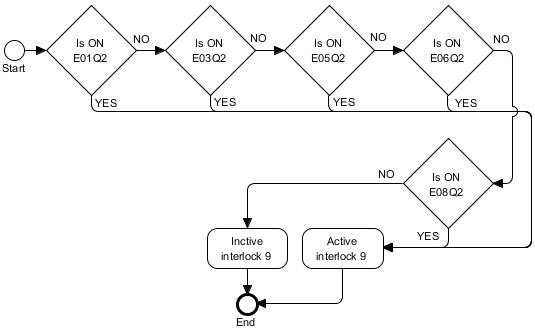 Start
Is ON
E01Q2
NO
YES
Is ON
E03Q2
NO
YES
Is ON
E05Q2
NO
YES
Is ON
E06Q2
NO
YES
Is ON
E08Q2
NO
YES
Inctive
interlock 9
Active
interlock 9
End